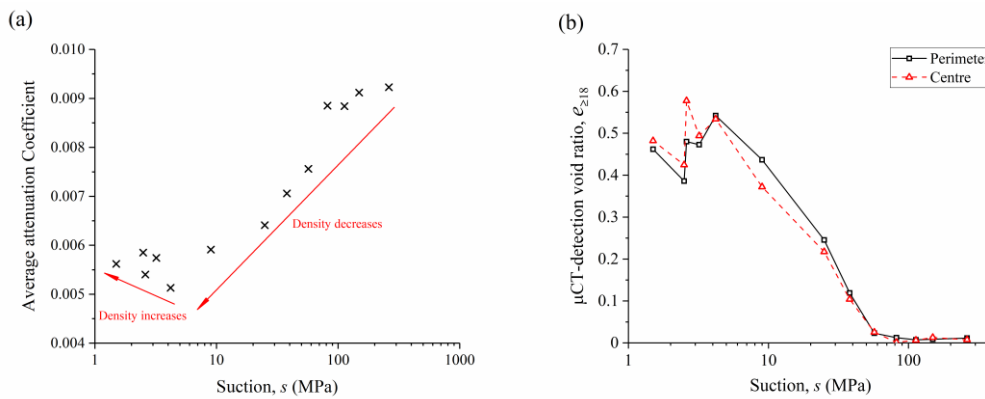 (a)
0.010
0.009
0.008
0.007
0.006
0.005
0.004
Average attenuation Coefficient
Density decreases
Density increases
1
10
100
1000
Suction, s (MPa)
(b)
0.7
0.6
0.5
0.4
0.3
0.2
0.1
0
μCT-detection void ratio, e≥18
Perimeter
Centre
1
10
100
Suction, s (MPa)